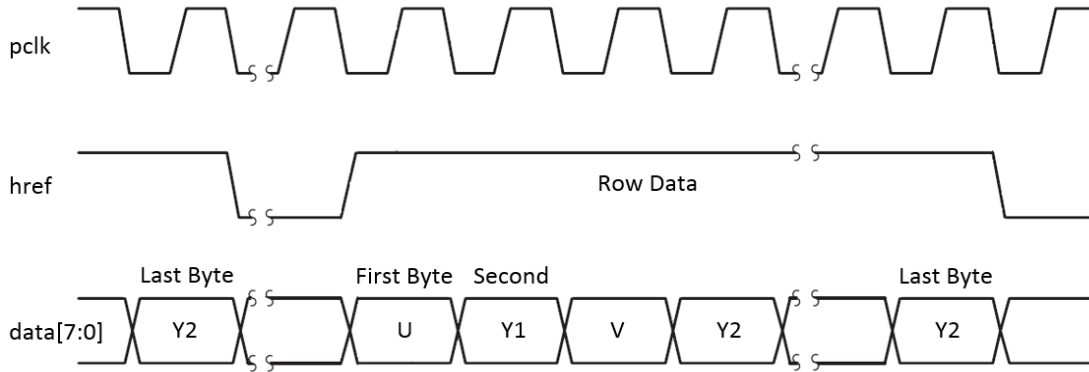 pclk
href
Row Data
Last Byte First Byte Second Last Byte
data[7:0] Y2 U Y1 V Y2 Y2